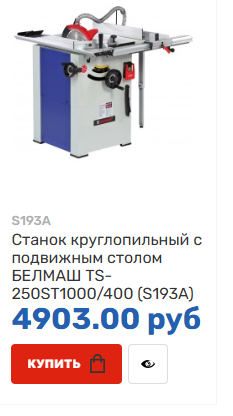 S193A
Станок круглопильный с
подвижным столом
БЕЛМАШ TS-
250ST1000/400 (S193A)
4903.00 руб
КУПИТЬ